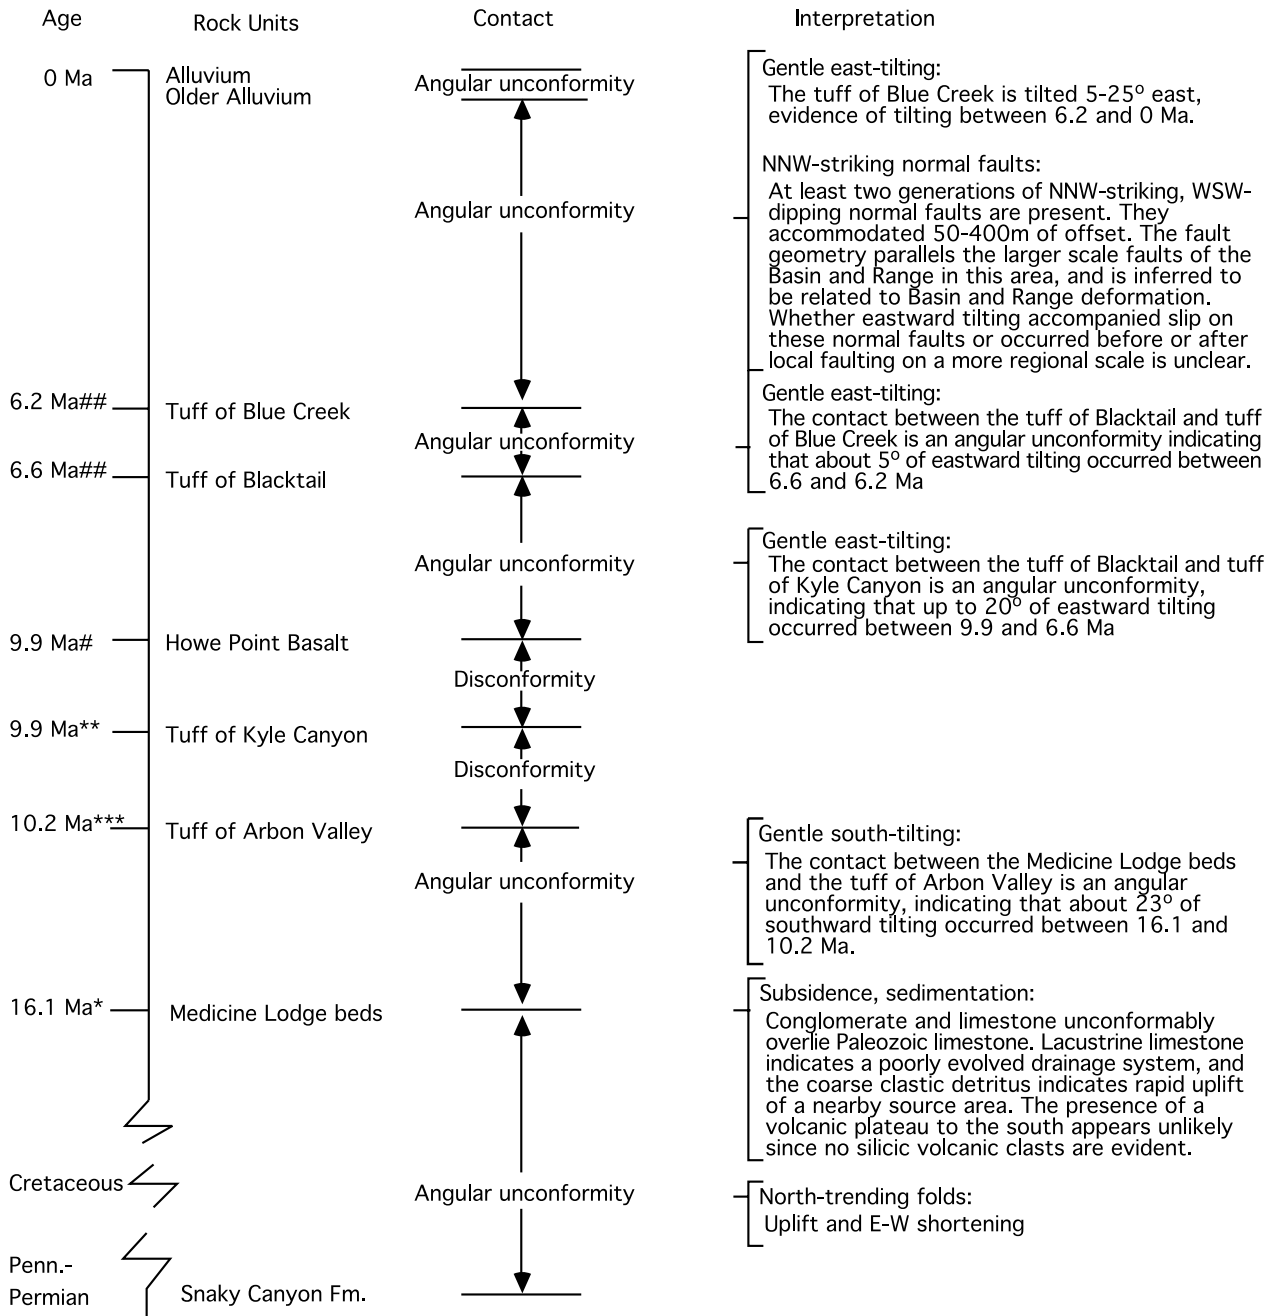 Age Rock Units Contact Interpretation
0 Ma Alluvium
Older Alluvium
Angular unconformity
Gentle east-tilting:
The tuff of Blue Creek is tilted 5-25º east,
evidence of tilting between 6.2 and 0 Ma.
NNW-striking normal faults:
At least two generations of NNW-striking, WSW-
dipping normal faults are present. They
accommodated 50-400m of offset. The fault
geometry parallels the larger scale faults of the
Basin and Range in this area, and is inferred to
be related to Basin and Range deformation.
Whether eastward tilting accompanied slip on
these normal faults or occurred before or after
local faulting on a more regional scale is unclear.
Angular unconformity
6.2 Ma## Tuff of Blue Creek
Angular unconformity
Gentle east-tilting:
The contact between the tuff of Blacktail and tuff
of Blue Creek is an angular unconformity indicating
that about 5º of eastward tilting occurred between
6.6 and 6.2 Ma
6.6 Ma## Tuff of Blacktail
Angular unconformity
Gentle east-tilting:
The contact between the tuff of Blacktail and tuff
of Kyle Canyon is an angular unconformity,
indicating that up to 20º of eastward tilting
occurred between 9.9 and 6.6 Ma
9.9 Ma# Howe Point Basalt
Disconformity
9.9 Ma** Tuff of Kyle Canyon
Disconformity
10.2 Ma*** Tuff of Arbon Valley
Angular unconformity
Gentle south-tilting:
The contact between the Medicine Lodge beds
and the tuff of Arbon Valley is an angular
unconformity, indicating that about 23º of
southward tilting occurred between 16.1 and
10.2 Ma.
16.1 Ma* Medicine Lodge beds
Subsidence, sedimentation:
Conglomerate and limestone unconformably
overlie Paleozoic limestone. Lacustrine limestone
indicates a poorly evolved drainage system, and
the coarse clastic detritus indicates rapid uplift
of a nearby source area. The presence of a
volcanic plateau to the south appears unlikely
since no silicic volcanic clasts are evident.
Cretaceous
Angular unconformity
North-trending folds:
Uplift and E-W shortening
Penn.-
Permian Snaky Canyon Fm.